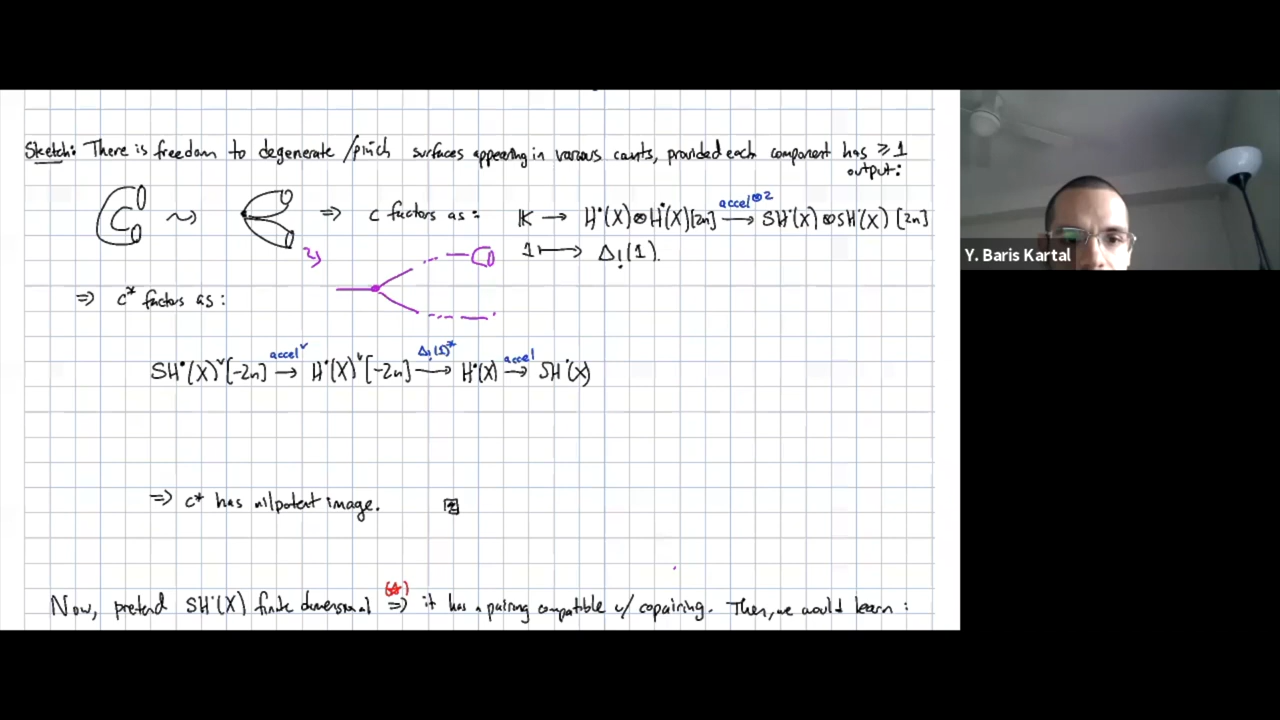 Sketch: There is freedom to degenerate /pinch surfaces appearing in various counts, provided each component has ≥ 1
output:
⇝ ⇒ c factors as: 𝕂 → H•(X) ⊗ H•(X) [2n] accel⊗2 → SH•(X) ⊗ SH•(X) [2n]
1 ↦ Δ!(1).
⇒ c* factors as:
SH•(X)∨[-2n] accel∨ → H•(X)∨[-2n] Δ!(1)* → H•(X) accel → SH•(X)
⇒ c* has nilpotent image.
Now, pretend SH•(X) finite dimensional (☆) ⇒ it has a pairing compatible w/ copairing. Then, we would learn:
Y. Baris Kartal